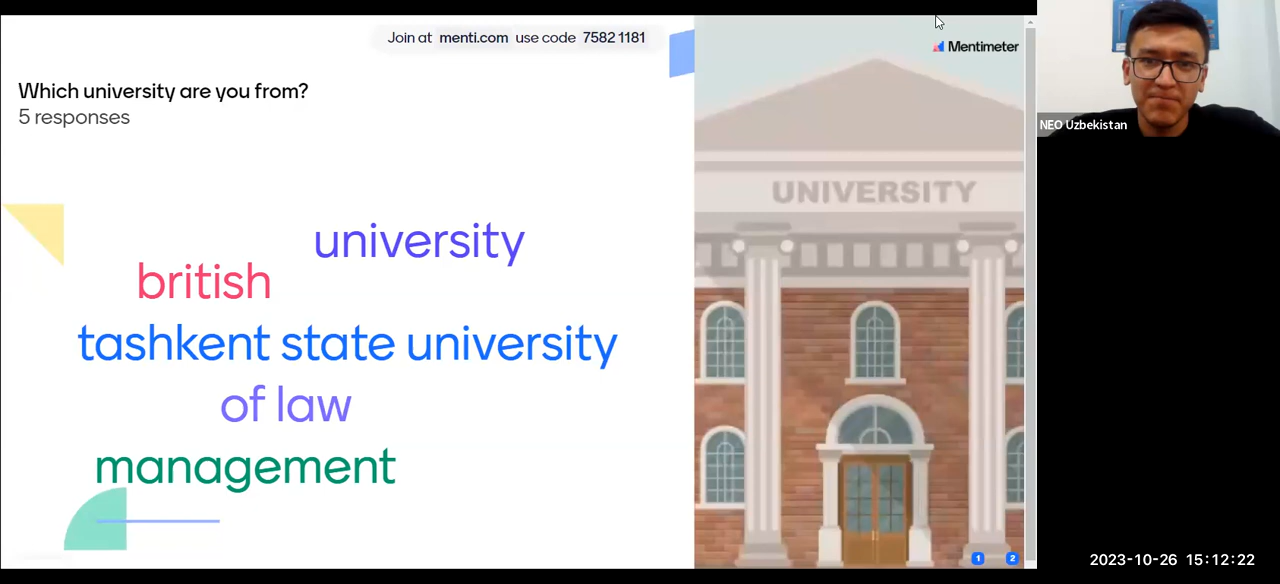 Join at menti.com use code 7582 1181
Mentimeter
Which university are you from?
5 responses
UNIVERSITY
university
british
tashkent state university
of law
management
NEO Uzbekistan
1 2
2023-10-26 15:12:22